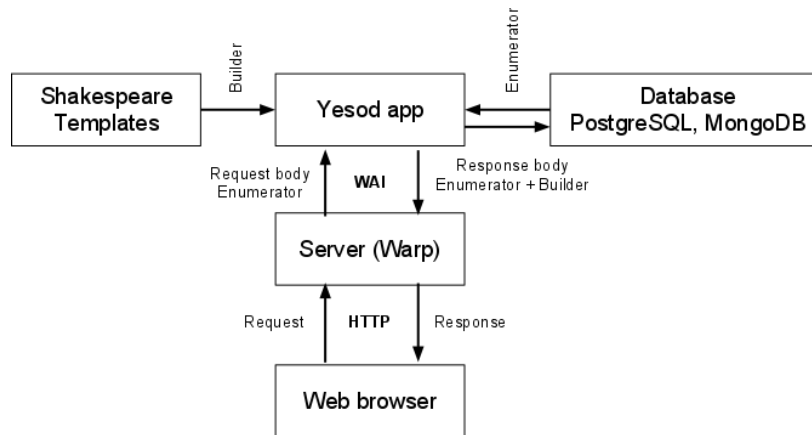 Builder
Enumerator
Shakespeare
Templates
Yesod app
Database
PostgreSQL, MongoDB
Request body
Enumerator
WAI
Response body
Enumerator + Builder
Server (Warp)
Request
HTTP
Response
Web browser